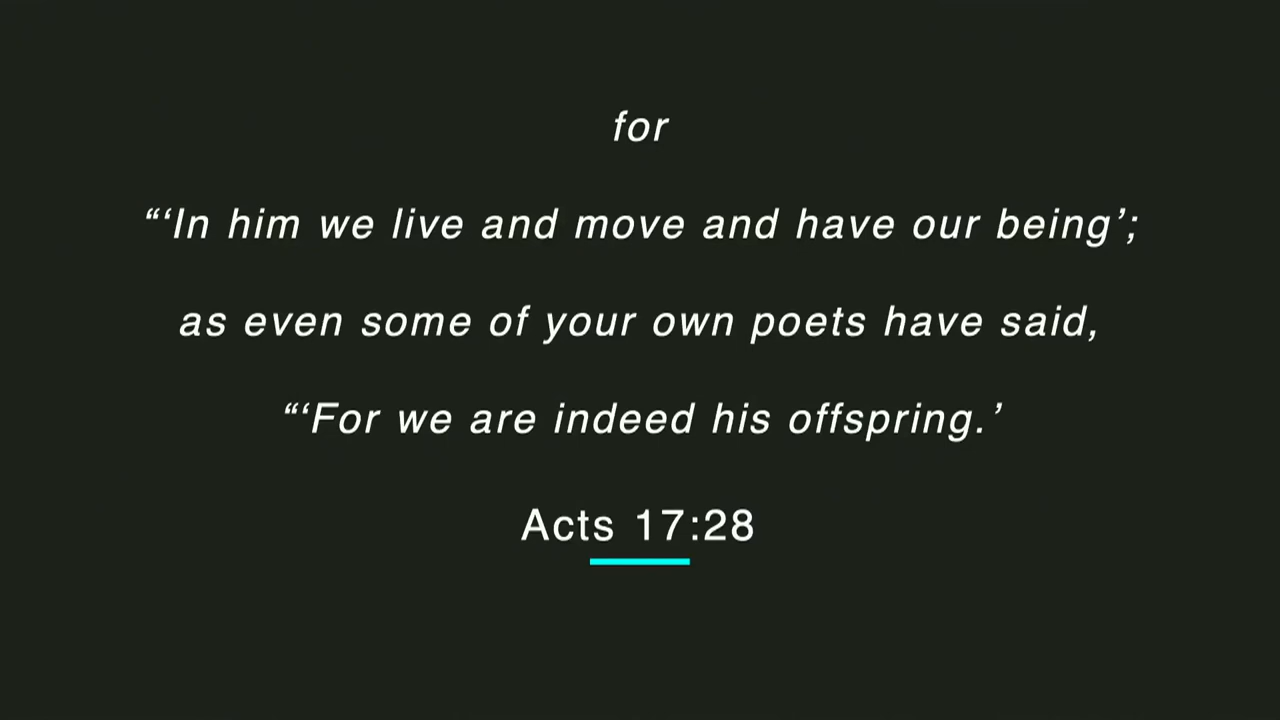 for
“‘In him we live and move and have our being’;
as even some of your own poets have said,
“‘For we are indeed his offspring.’
Acts 17:28